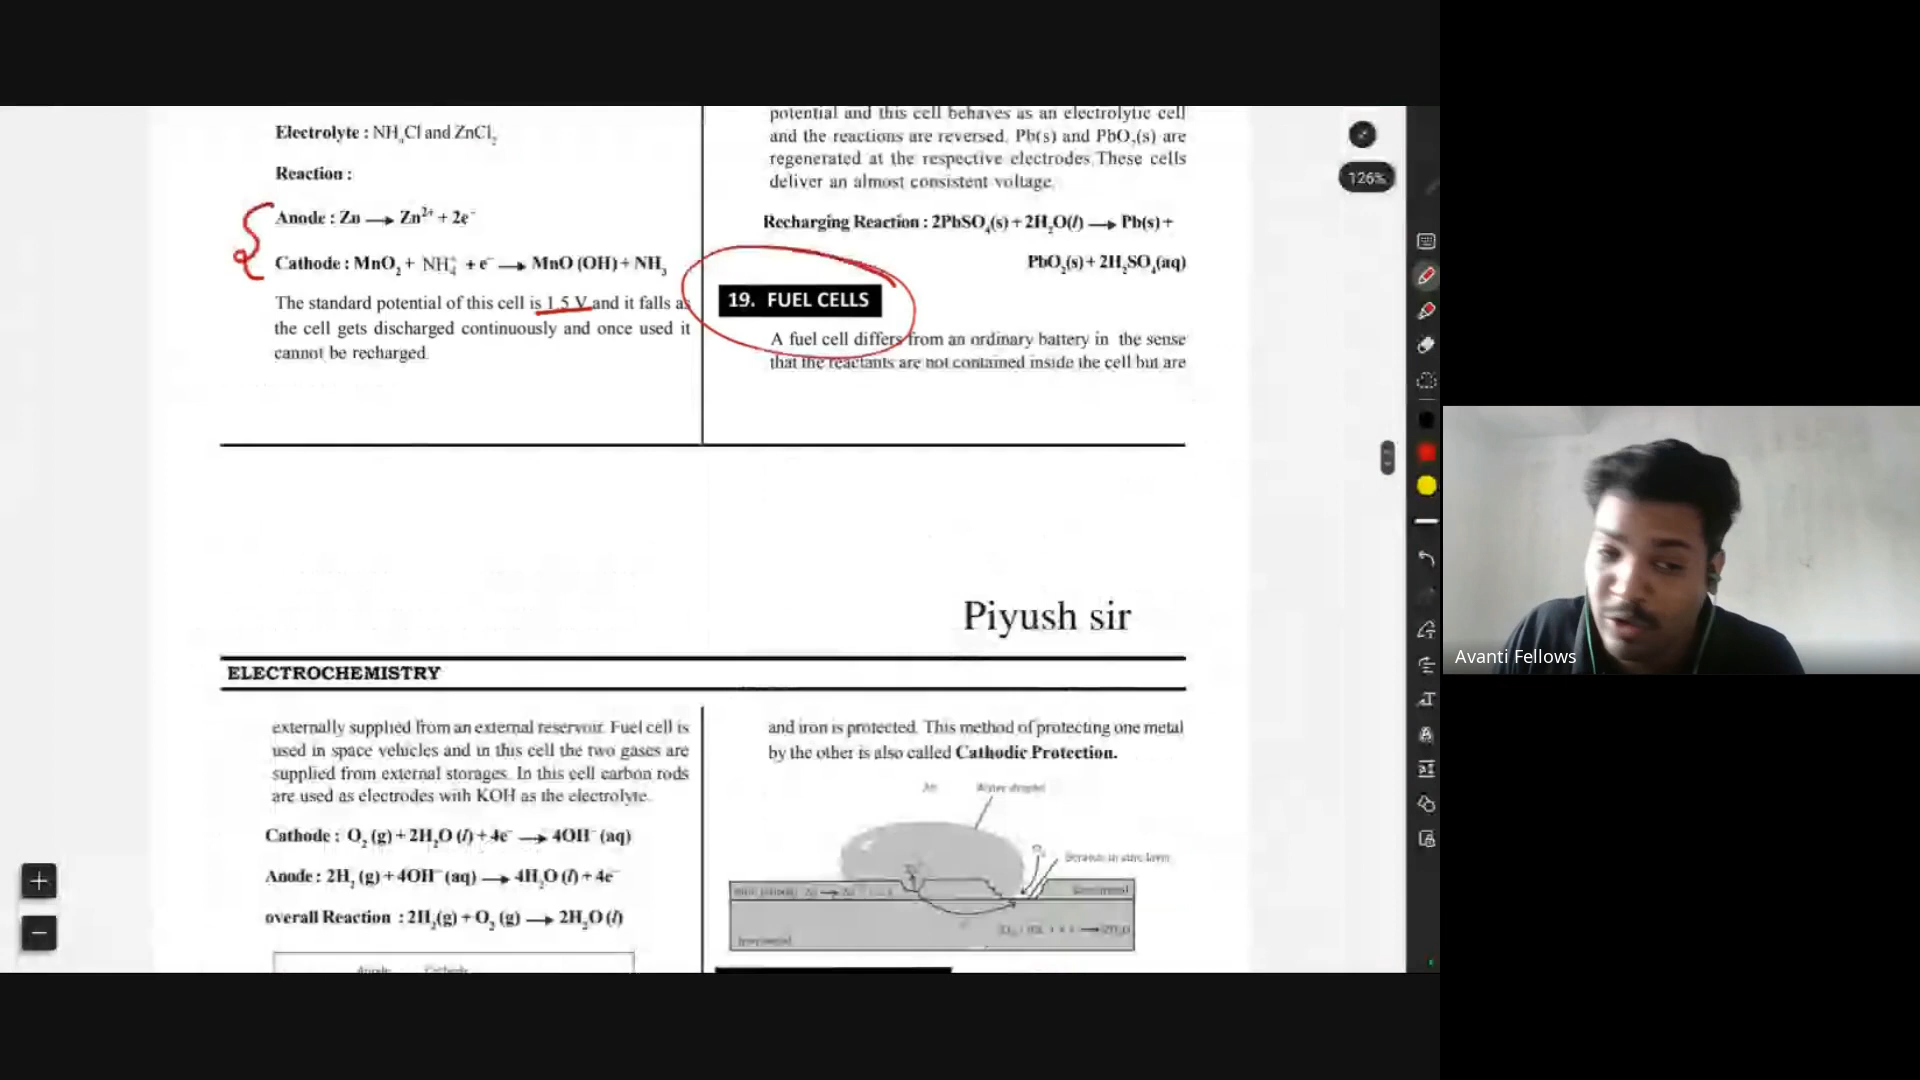 Electrolyte : NH4Cl and ZnCl2
Reaction :
Anode : Zn ⟶ Zn2+ + 2e–
Cathode : MnO2 + NH4+ + e– ⟶ MnO (OH) + NH3
The standard potential of this cell is 1.5 V and it falls as
the cell gets discharged continuously and once used it
cannot be recharged.
potential and this cell behaves as an electrolytic cell
and the reactions are reversed. Pb(s) and PbO2(s) are
regenerated at the respective electrodes.These cells
deliver an almost consistent voltage.
Recharging Reaction : 2PbSO4(s) + 2H2O(l) ⟶ Pb(s) +
PbO2(s) + 2H2SO4(aq)
19. FUEL CELLS
A fuel cell differs from an ordinary battery in the sense
that the reactants are not contained inside the cell but are
Piyush sir
ELECTROCHEMISTRY
externally supplied from an external reservoir. Fuel cell is
used in space vehicles and in this cell the two gases are
supplied from external storages. In this cell carbon rods
are used as electrodes with KOH as the electrolyte.
Cathode : O2 (g) + 2H2O (l) + 4e– ⟶ 4OH– (aq)
Anode : 2H2 (g) + 4OH– (aq) ⟶ 4H2O (l) + 4e–
overall Reaction : 2H2(g) + O2 (g) ⟶ 2H2O (l)
Anode Cathode
and iron is protected. This method of protecting one metal
by the other is also called Cathodic Protection.
Water droplet
O2
126%
Avanti Fellows